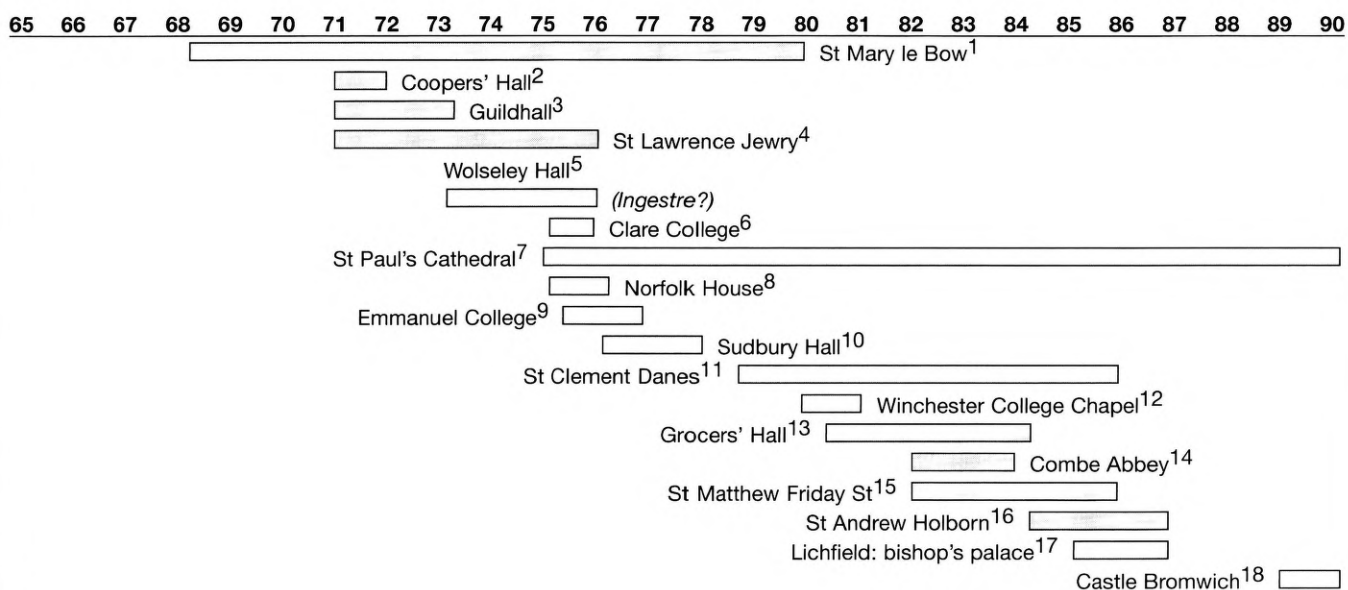 65 66 67 68 69 70 71 72 73 74 75 76 77 78 79 80 81 82 83 84 85 86 87 88 89 90
St Mary le Bow1
Coopers' Hall2
Guildhall3
St Lawrence Jewry4
Wolseley Hall5
(Ingestre?)
Clare College6
St Paul's Cathedral7
Norfolk House8
Emmanuel College9
Sudbury Hall10
St Clement Danes11
Winchester College Chapel12
Grocers' Hall13
Combe Abbey14
St Matthew Friday St15
St Andrew Holborn16
Lichfield: bishop's palace17
Castle Bromwich18